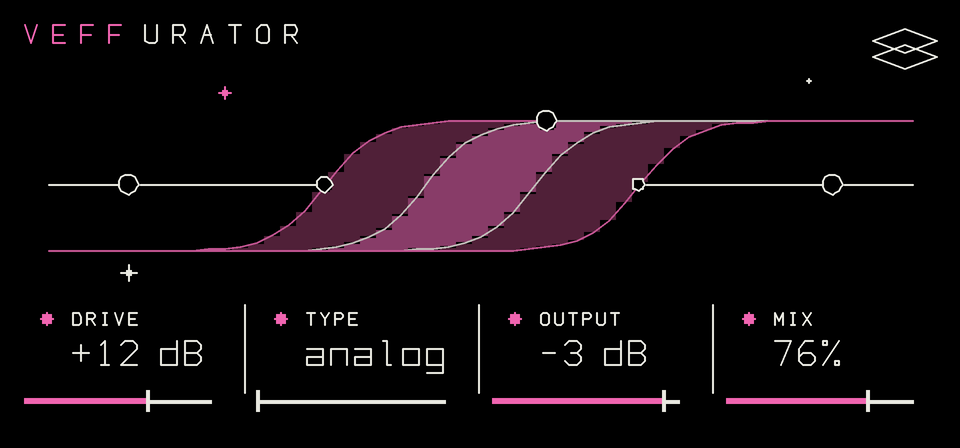 VEFFURATOR
DRIVE
+12 dB
TYPE
analog
OUTPUT
-3 dB
MIX
76%